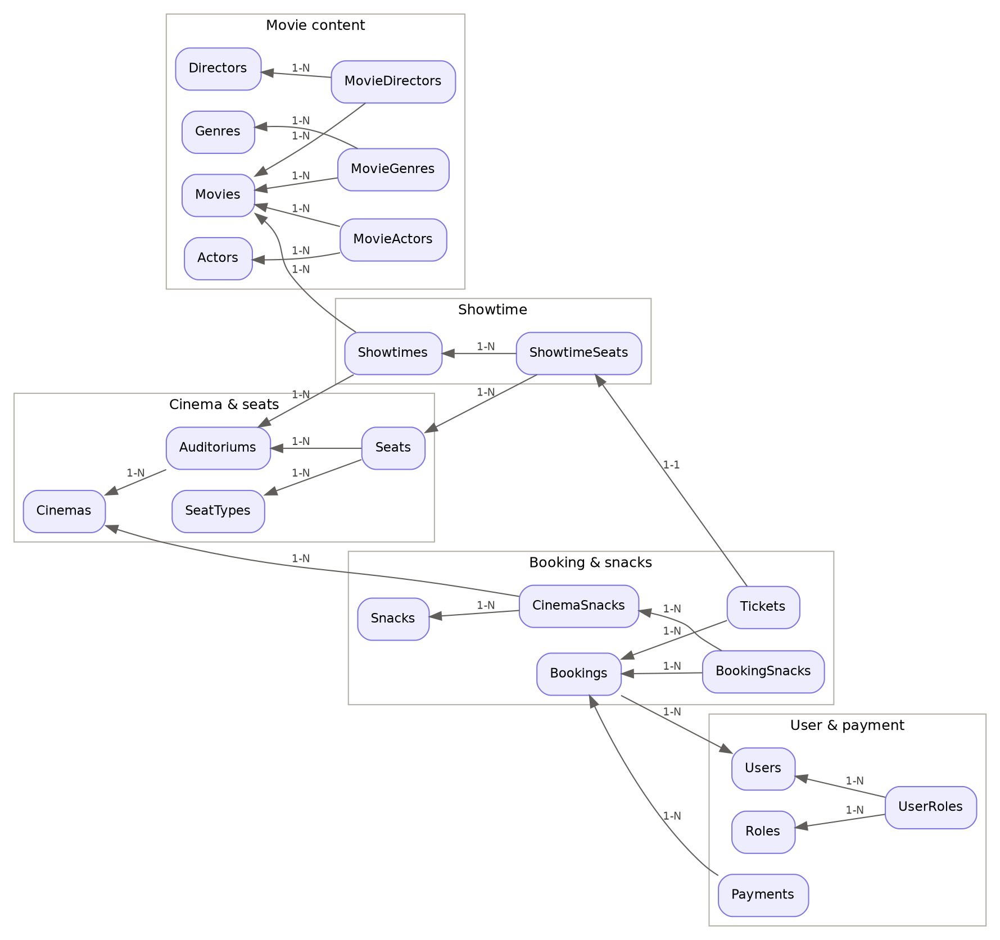 Movie content
Directors
1-N
MovieDirectors
Genres
1-N
1-N
MovieGenres
Movies
1-N
1-N
MovieActors
Actors
1-N
1-N
Showtime
Showtimes
1-N
ShowtimeSeats
1-N
1-N
Cinema & seats
Auditoriums
1-N
Seats
1-N
1-N
Cinemas
SeatTypes
1-1
1-N
Booking & snacks
Snacks
1-N
CinemaSnacks
1-N
Tickets
1-N
Bookings
1-N
BookingSnacks
1-N
User & payment
Users
1-N
UserRoles
Roles
1-N
1-N
Payments